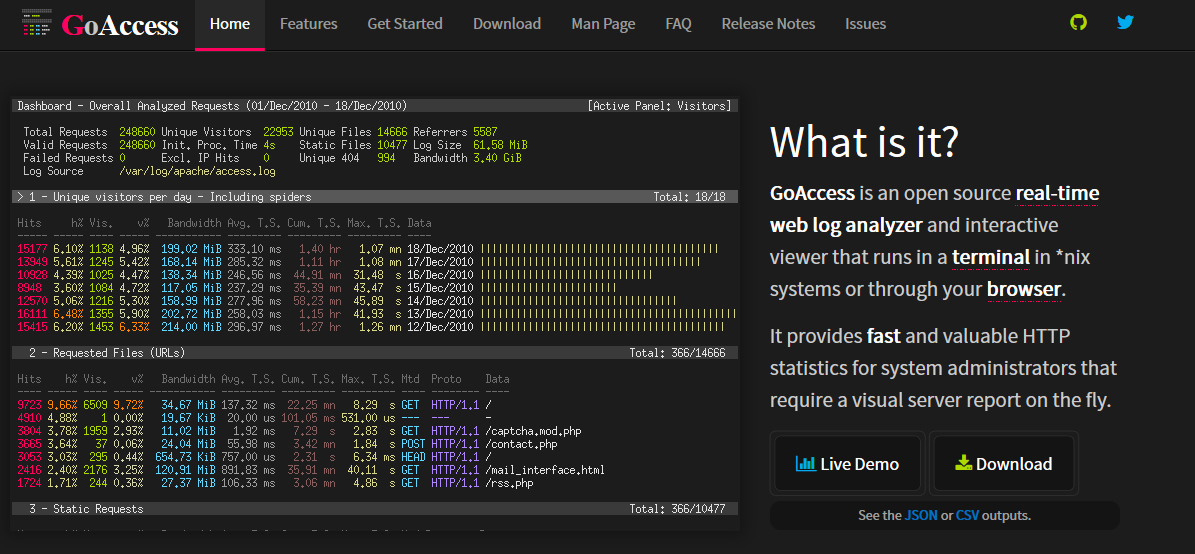 GoAccess Home Features Get Started Download Man Page FAQ Release Notes Issues
Dashboard - Overall Analyzed Requests (01/Dec/2010 - 18/Dec/2010) [Active Panel: Visitors]
Total Requests 248660 Unique Visitors 22953 Unique Files 14666 Referrers 5587
Valid Requests 248660 Init. Proc. Time 4s Static Files 10477 Log Size 61.58 MiB
Failed Requests 0 Excl. IP Hits 0 Unique 404 994 Bandwidth 3.40 GiB
Log Source /var/log/apache/access.log
> 1 - Unique visitors per day - Including spiders Total: 18/18
Hits h% Vis. v% Bandwidth Avg. T.S. Cum. T.S. Max. T.S. Data
15177 6.10% 1138 4.96% 199.02 MiB 333.10 ms 1.40 hr 1.07 mn 18/Dec/2010
13949 5.61% 1245 5.42% 168.14 MiB 285.32 ms 1.11 hr 1.08 mn 17/Dec/2010
10928 4.39% 1025 4.47% 138.34 MiB 246.56 ms 44.91 mn 31.48 s 16/Dec/2010
8948 3.60% 1084 4.72% 117.05 MiB 237.29 ms 35.39 mn 43.47 s 15/Dec/2010
12570 5.06% 1216 5.30% 158.99 MiB 277.96 ms 58.23 mn 45.89 s 14/Dec/2010
16111 6.48% 1355 5.90% 202.72 MiB 258.03 ms 1.15 hr 41.93 s 13/Dec/2010
15415 6.20% 1453 6.33% 214.00 MiB 296.97 ms 1.27 hr 1.26 mn 12/Dec/2010
2 - Requested Files (URLs) Total: 366/14666
Hits h% Vis. v% Bandwidth Avg. T.S. Cum. T.S. Max. T.S. Mtd Proto Data
9723 9.66% 6509 9.72% 34.67 MiB 137.32 ms 22.25 mn 8.29 s GET HTTP/1.1 /
4910 4.88% 1 0.00% 19.67 KiB 20.00 us 101.05 ms 531.00 us --- --- -
3804 3.78% 1959 2.93% 11.02 MiB 1.92 ms 7.29 s 2.83 s GET HTTP/1.1 /captcha.mod.php
3665 3.64% 37 0.06% 24.04 MiB 55.98 ms 3.42 mn 1.84 s POST HTTP/1.1 /contact.php
3053 3.03% 295 0.44% 654.73 KiB 757.00 us 2.31 s 6.34 ms HEAD HTTP/1.1 /
2416 2.40% 2176 3.25% 120.91 MiB 891.83 ms 35.91 mn 40.11 s GET HTTP/1.1 /mail_interface.html
1724 1.71% 244 0.36% 27.37 MiB 106.33 ms 3.06 mn 4.86 s GET HTTP/1.1 /rss.php
3 - Static Requests Total: 366/10477
What is it?
GoAccess is an open source real-time
web log analyzer and interactive
viewer that runs in a terminal in *nix
systems or through your browser.
It provides fast and valuable HTTP
statistics for system administrators that
require a visual server report on the fly.
Live Demo Download
See the JSON or CSV outputs.